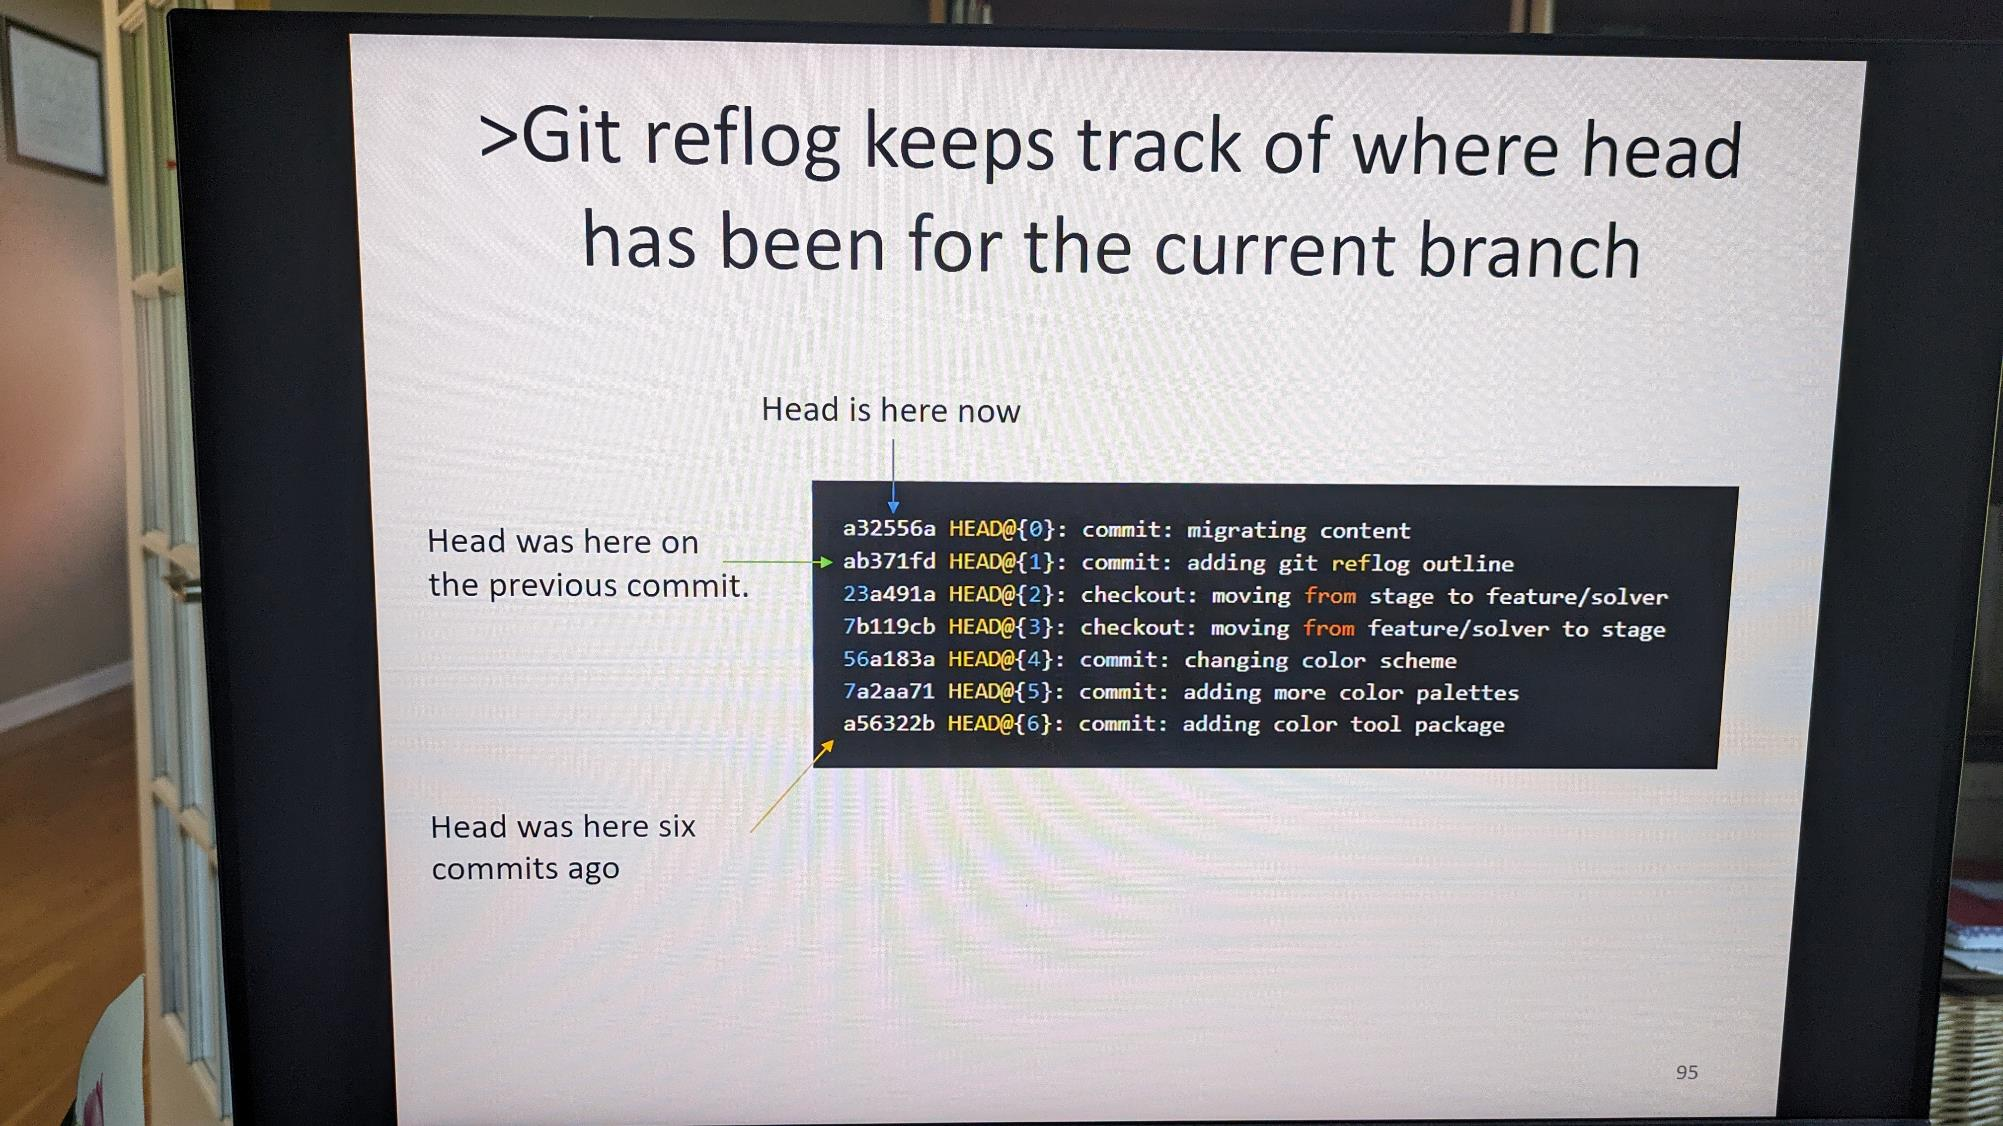 >Git reflog keeps track of where head
has been for the current branch
Head is here now
Head was here on
the previous commit.
a32556a HEAD@{0}: commit: migrating content
ab371fd HEAD@{1}: commit: adding git reflog outline
23a491a HEAD@{2}: checkout: moving from stage to feature/solver
7b119cb HEAD@{3}: checkout: moving from feature/solver to stage
56a183a HEAD@{4}: commit: changing color scheme
7a2aa71 HEAD@{5}: commit: adding more color palettes
a56322b HEAD@{6}: commit: adding color tool package
Head was here six
commits ago
95